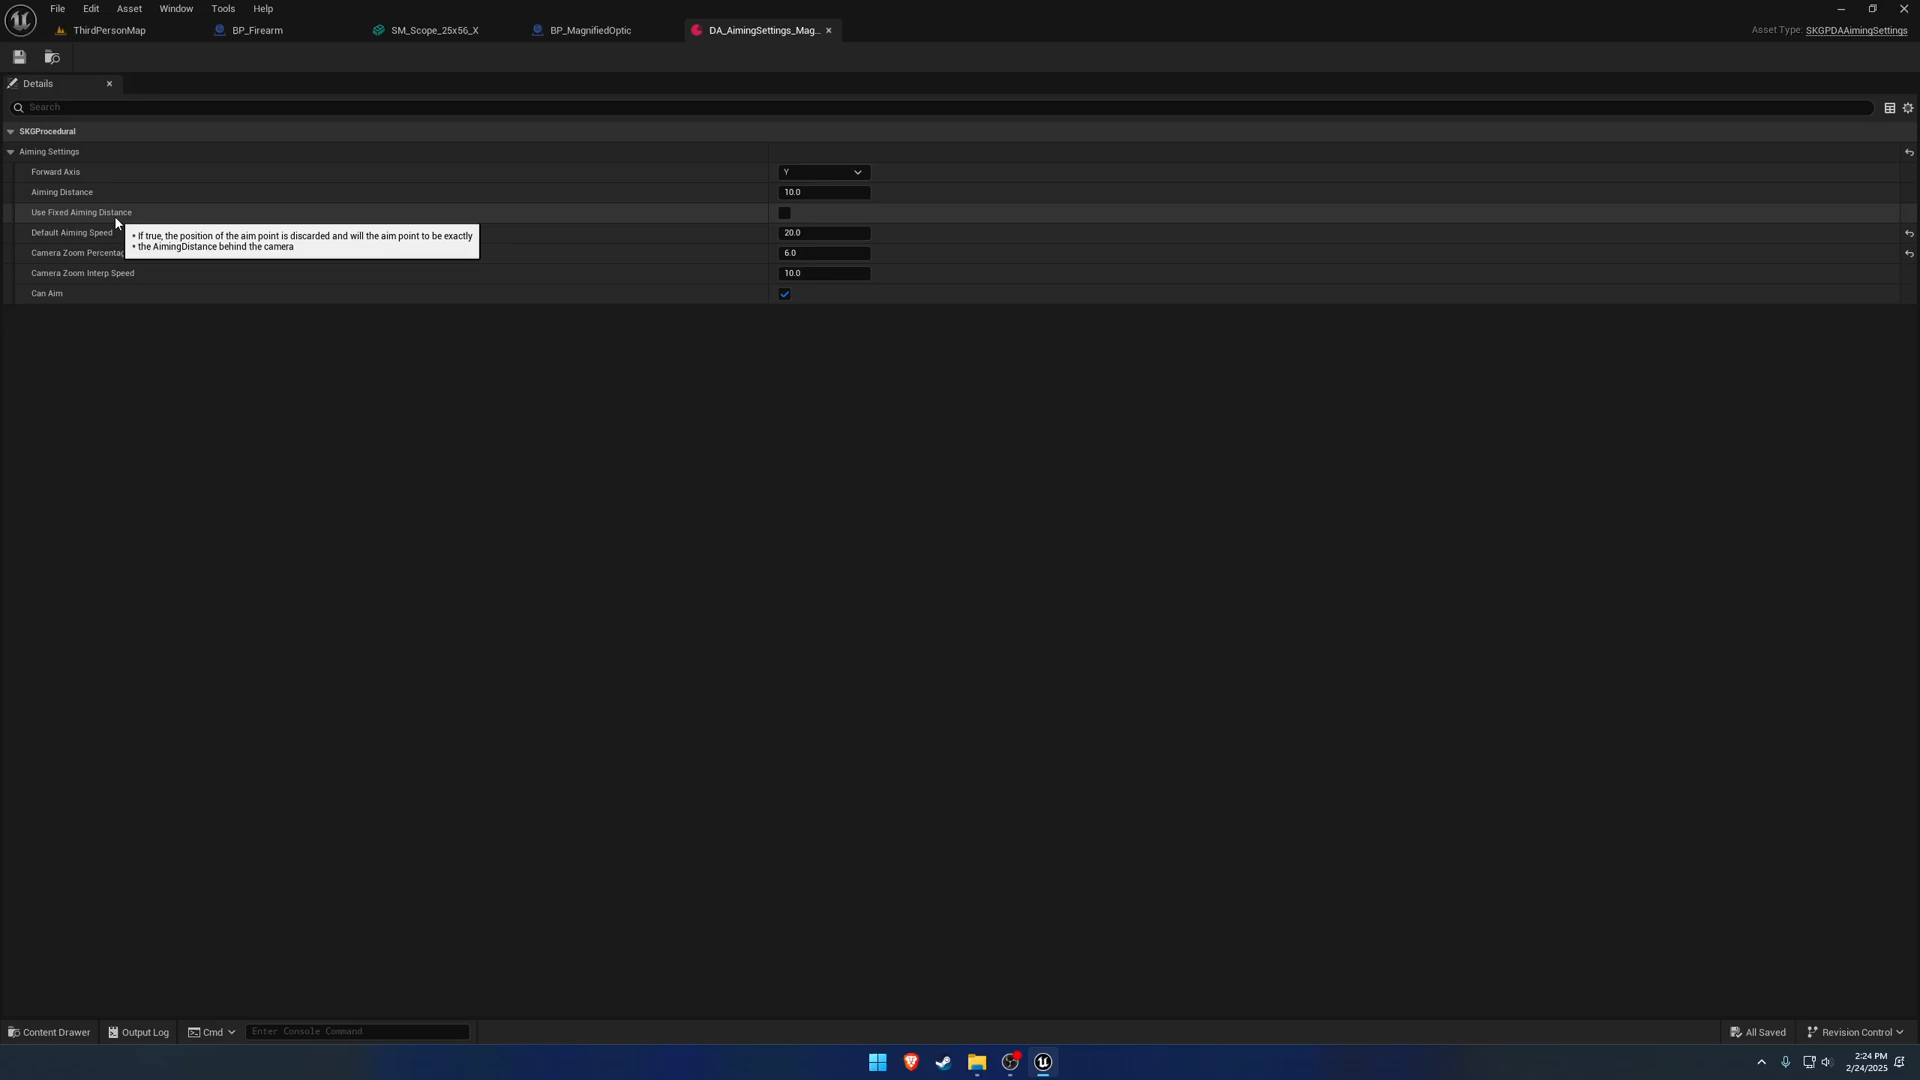 File Edit Asset Window Tools Help
ThirdPersonMap BP_Firearm SM_Scope_25x56_X BP_MagnifiedOptic DA_AimingSettings_Mag... Asset Type: SKGPDAAimingSettings
Details
Search
SKGProcedural
Aiming Settings
Forward Axis Y
Aiming Distance 10.0
Use Fixed Aiming Distance
Default Aiming Speed 20.0
* If true, the position of the aim point is discarded and will the aim point to be exactly
* the AimingDistance behind the camera
Camera Zoom Percentag 6.0
Camera Zoom Interp Speed 10.0
Can Aim
Content Drawer Output Log Cmd Enter Console Command All Saved Revision Control
2:24 PM
2/24/2025